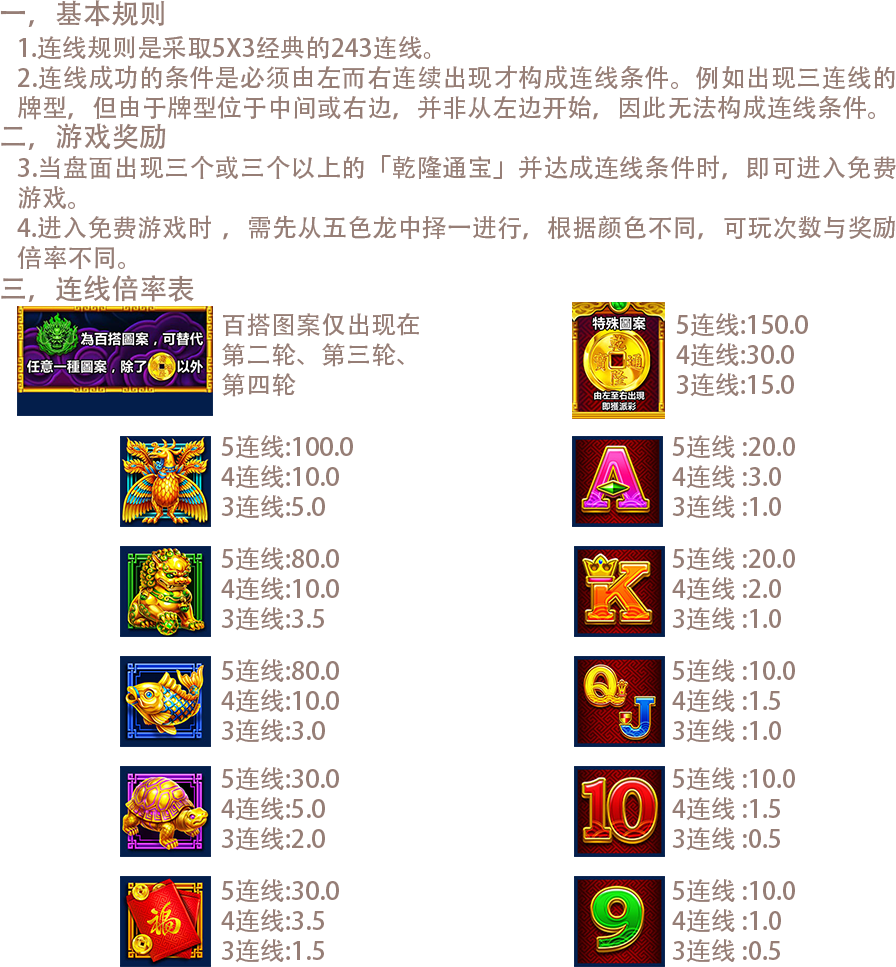 一，基本规则
1.连线规则是采取5X3经典的243连线。
2.连线成功的条件是必须由左而右连续出现才构成连线条件。例如出现三连线的
牌型，但由于牌型位于中间或右边，并非从左边开始，因此无法构成连线条件。
二，游戏奖励
3.当盘面出现三个或三个以上的「乾隆通宝」并达成连线条件时，即可进入免费
游戏。
4.进入免费游戏时 ，需先从五色龙中择一进行，根据颜色不同，可玩次数与奖励
倍率不同。
三，连线倍率表
為百搭圖案，可替代
任意一種圖案，除了 以外
百搭图案仅出现在
第二轮、第三轮、
第四轮
特殊圖案
乾
寶 通
隆
由左至右出現
即獲派彩
5连线:150.0
4连线:30.0
3连线:15.0
5连线:100.0
4连线:10.0
3连线:5.0
A
5连线 :20.0
4连线 :3.0
3连线 :1.0
5连线:80.0
4连线:10.0
3连线:3.5
K
5连线 :20.0
4连线 :2.0
3连线 :1.0
5连线:80.0
4连线:10.0
3连线:3.0
Q
J
5连线 :10.0
4连线 :1.5
3连线 :1.0
5连线:30.0
4连线:5.0
3连线:2.0
10
5连线 :10.0
4连线 :1.5
3连线 :0.5
福
5连线:30.0
4连线:3.5
3连线:1.5
9
5连线 :10.0
4连线 :1.0
3连线 :0.5